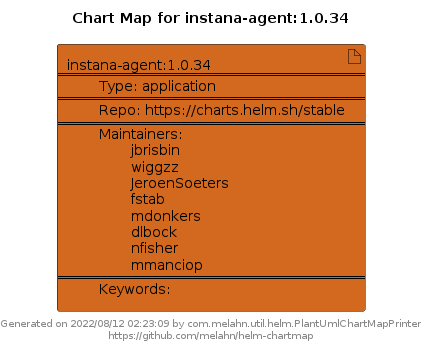 Chart Map for instana-agent:1.0.34
instana-agent:1.0.34
Type: application
Repo: https://charts.helm.sh/stable
Maintainers:
jbrisbin
wiggzz
JeroenSoeters
fstab
mdonkers
dlbock
nfisher
mmanciop
Keywords:
Generated on 2022/08/12 02:23:09 by com.melahn.util.helm.PlantUmlChartMapPrinter
https://github.com/melahn/helm-chartmap